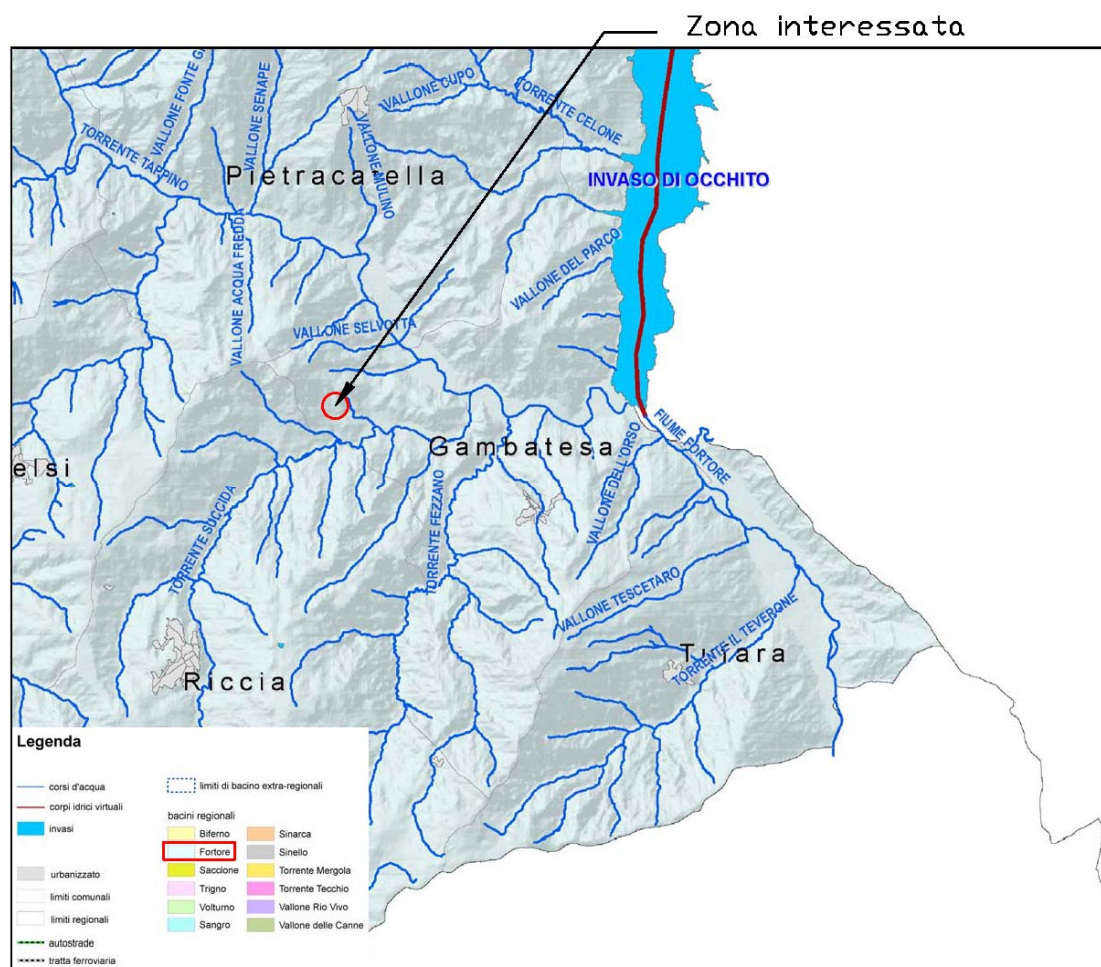 Zona interessata
VALLONE FONTE GA
VALLONE SENAPE
VALLONE CUPO
TORRENTE CELONE
TORRENTE TAPPINO
VALLONE MULINO
Pietracatella
INVASO DI OCCHITO
VALLONE ACQUA FREDDA
VALLONE DEL PARCO
VALLONE SELVOTTA
FIUME FORTORE
Gambatesa
elsi
VALLONE DELL'ORSO
TORRENTE SUCCIDA
TORRENTE FEZZANO
VALLONE TESCETARO
Tufara
TORRENTE IL TEVERONE
Riccia
Legenda
corsi d'acqua
corpi idrici virtuali
invasi
urbanizzato
limiti comunali
limiti regionali
autostrade
tratta ferroviaria
limiti di bacino extra-regionali
bacini regionali
Biferno
Fortore
Saccione
Trigno
Volturno
Sangro
Sinarca
Sinello
Torrente Mergola
Torrente Tecchio
Vallone Rio Vivo
Vallone delle Canne